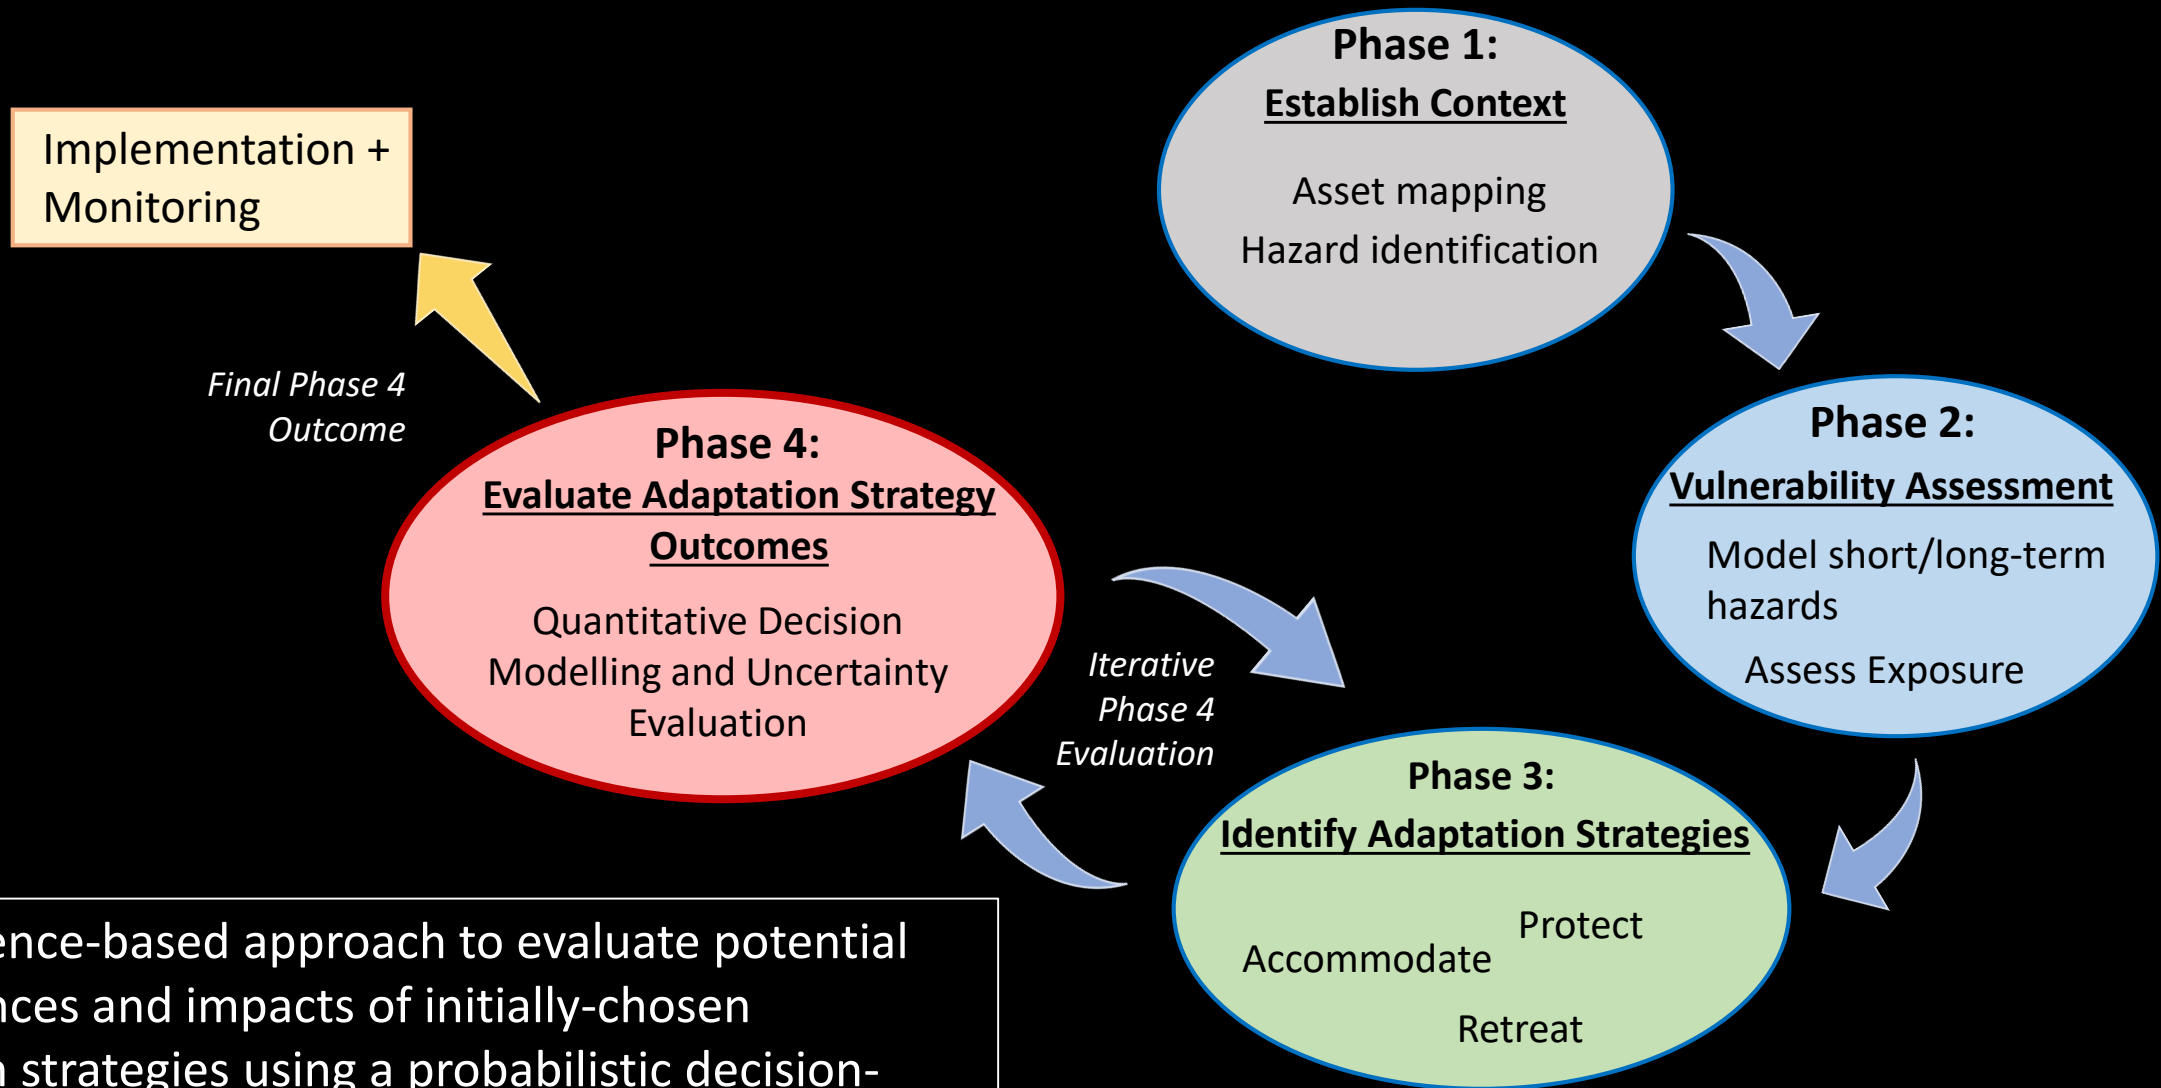 Phase 1:
Establish Context
Asset mapping
Hazard identification
Implementation +
Monitoring
Final Phase 4
Outcome
Phase 2:
Vulnerability Assessment
Model short/long-term
hazards
Assess Exposure
Phase 4:
Evaluate Adaptation Strategy
Outcomes
Quantitative Decision
Modelling and Uncertainty
Evaluation
Iterative
Phase 4
Evaluation
Phase 3:
Identify Adaptation Strategies
Protect
Accommodate
Retreat
-based approach to evaluate potential
and impacts of initially-chosen
strategies using a probabilistic decision-